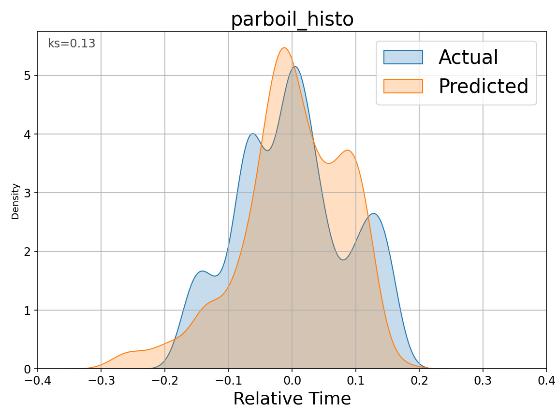 parboil_histo
ks=0.13
Actual
Predicted
Density
5
4
3
2
1
0
−0.4 −0.3 −0.2 −0.1 0.0 0.1 0.2 0.3 0.4
Relative Time